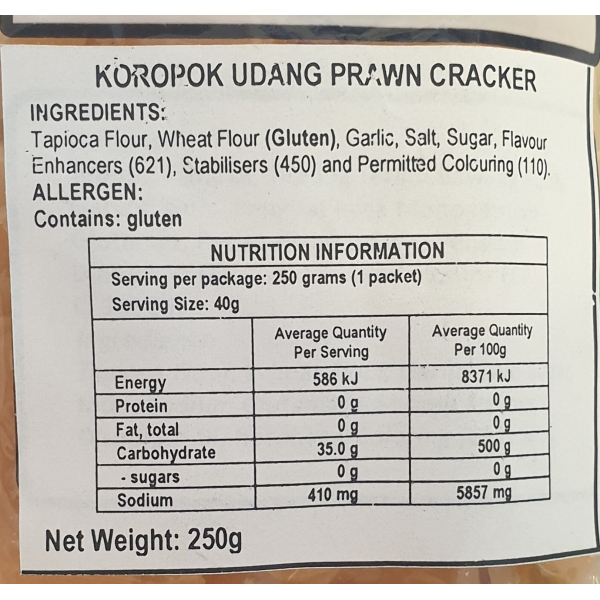 KOROPOK UDANG PRAWN CRACKER
INGREDIENTS:
Tapioca Flour, Wheat Flour (Gluten), Garlic, Salt, Sugar, Flavour
Enhancers (621), Stabilisers (450) and Permitted Colouring (110).
ALLERGEN:
Contains: gluten
NUTRITION INFORMATION
Serving per package: 250 grams (1 packet)
Serving Size: 40g
Average Quantity Per Serving Average Quantity Per 100g
Energy 586 kJ 8371 kJ
Protein 0 g 0 g
Fat, total 0 g 0 g
Carbohydrate 35.0 g 500 g
- sugars 0 g 0 g
Sodium 410 mg 5857 mg
Net Weight: 250g